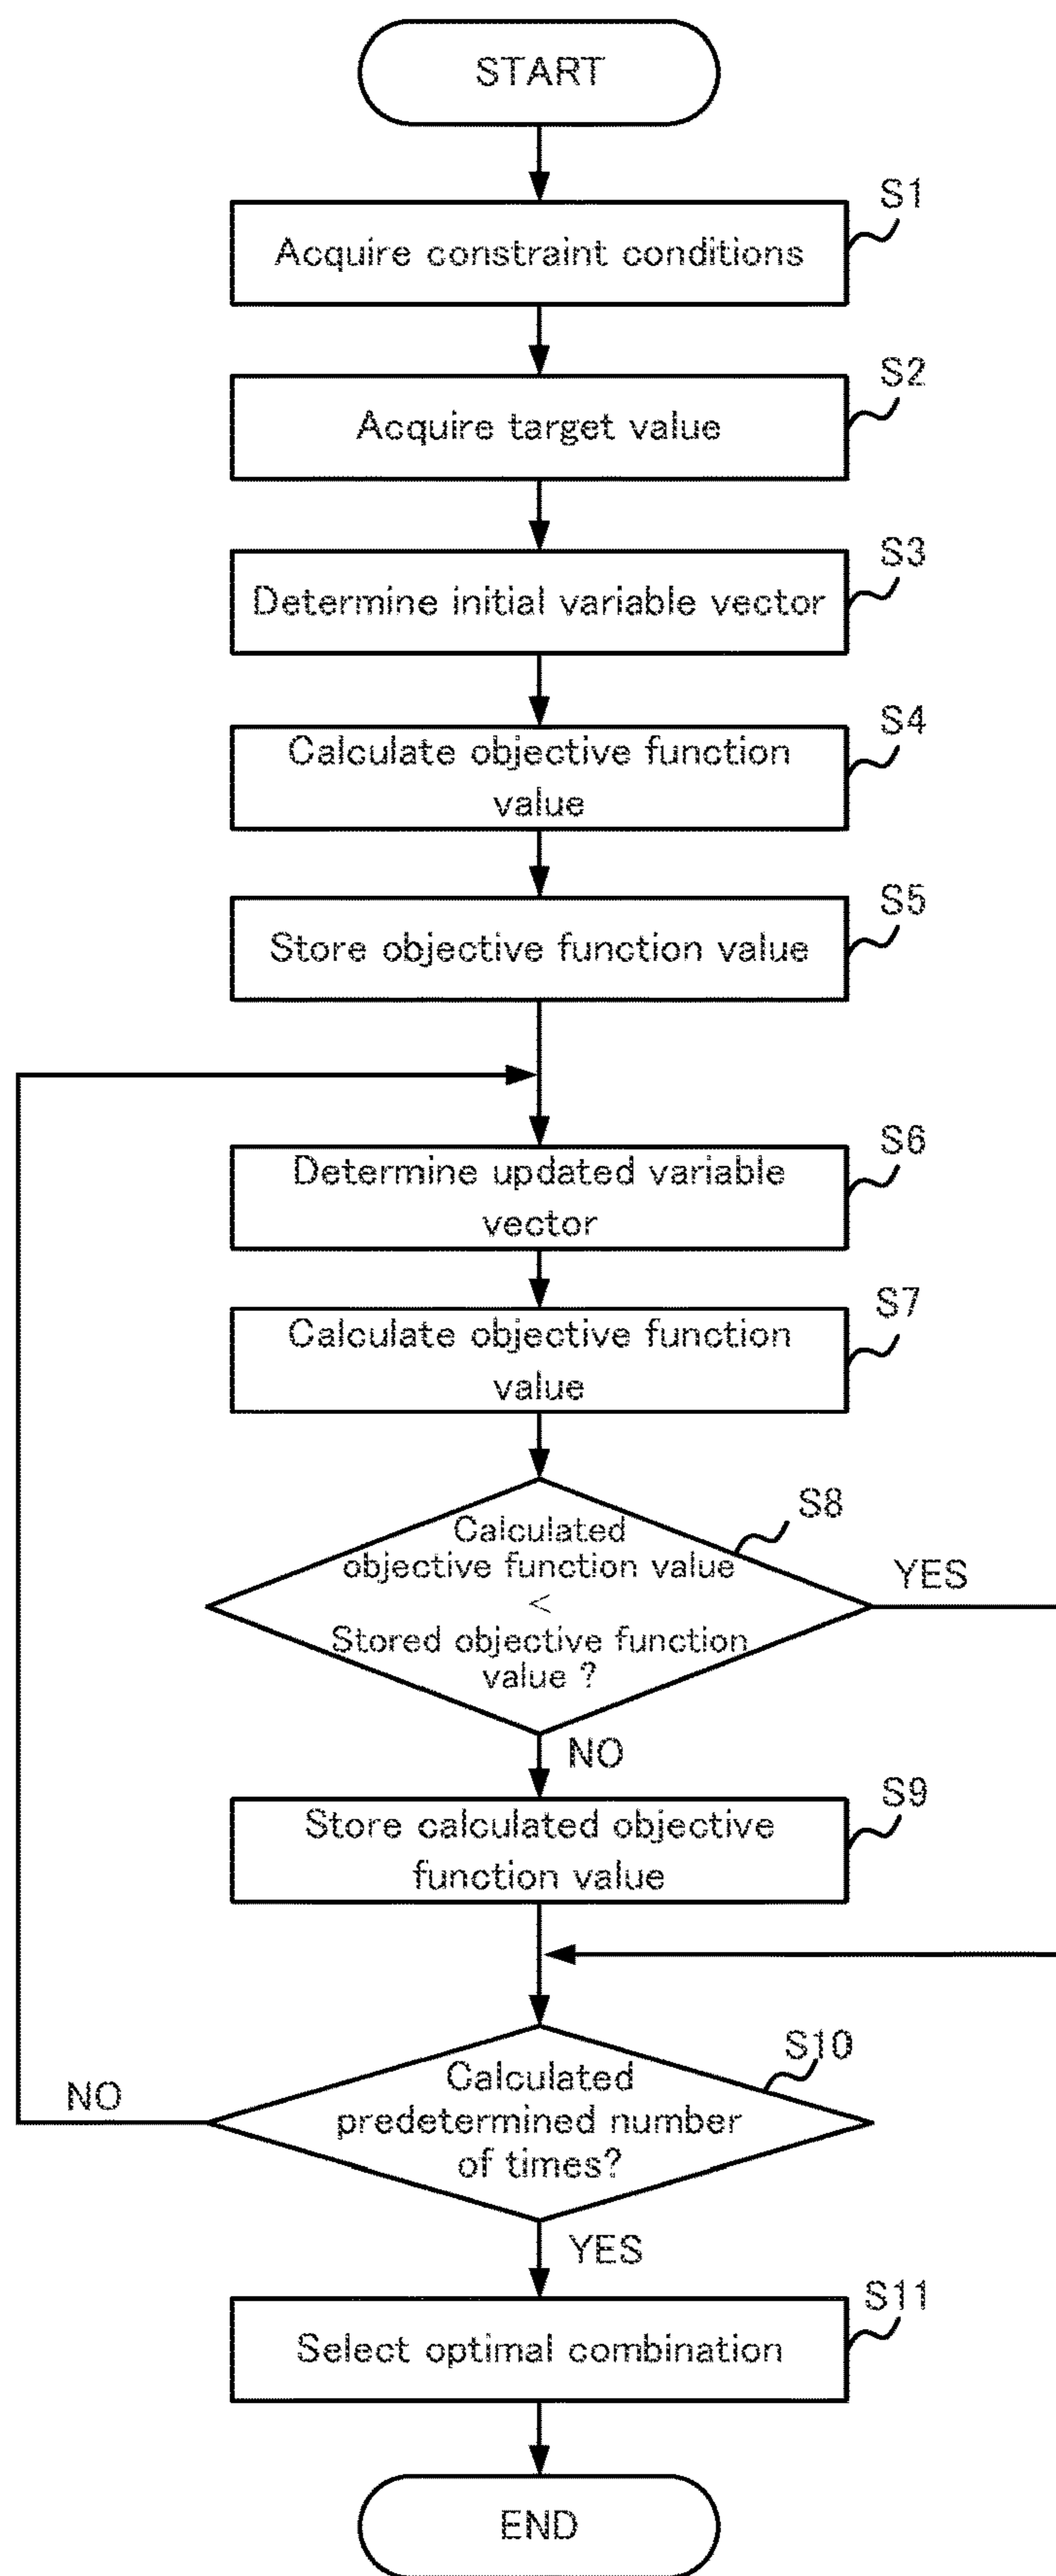 START
S1
Acquire constraint conditions
S2
Acquire target value
S3
Determine initial variable vector
S4
Calculate objective function
value
S5
Store objective function value
S6
Determine updated variable
vector
S7
Calculate objective function
value
S8
Calculated
objective function value
<
Stored objective function
value ?
YES
NO
S9
Store calculated objective
function value
S10
Calculated
predetermined number
of times?
NO
YES
S11
Select optimal combination
END